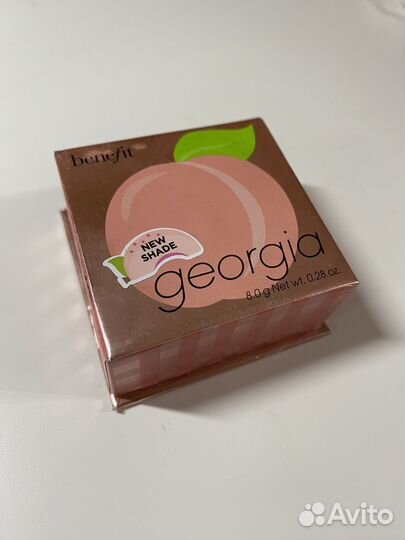 benefit
NEW
SHADE
georgia
8.0 g Net wt. 0.28 oz.
Avito